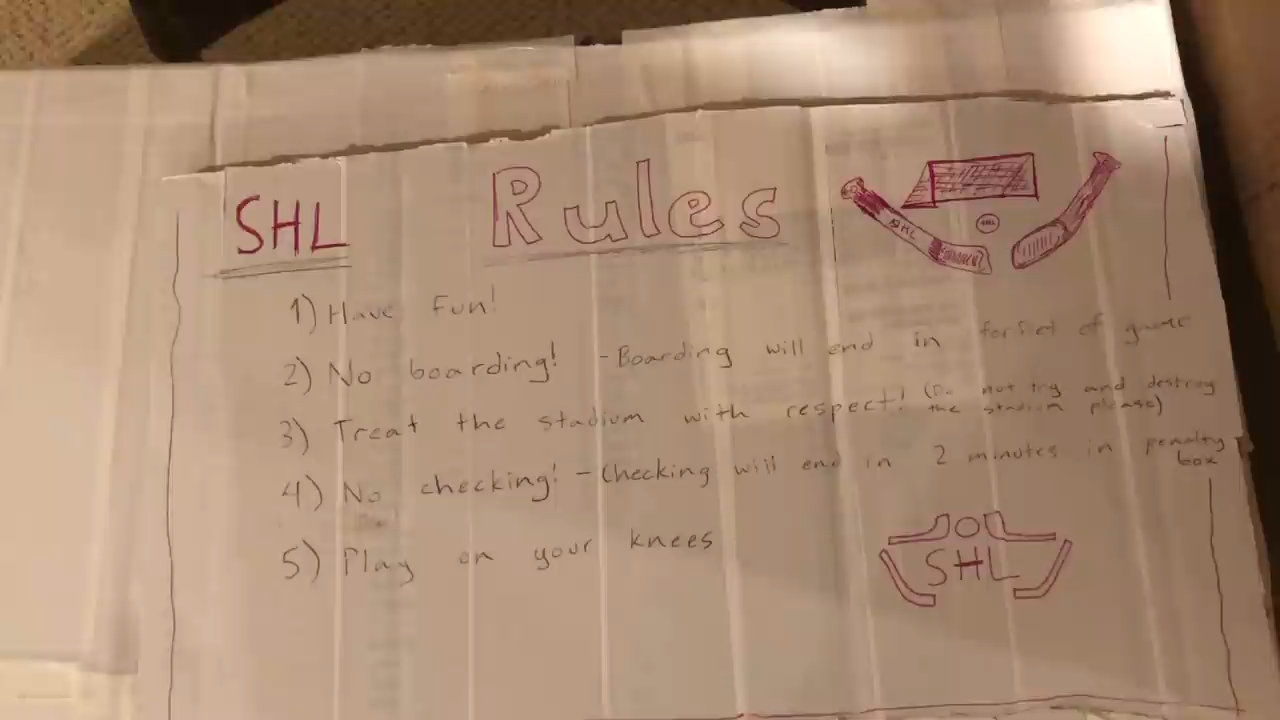 SHL Rules
SHL
1) Have fun!
2) No boarding! - Boarding will end in forfict of game
3) Treat the stadium with respect! (Do not try and destroy
the stadium please)
4) No checking! - Checking will end in 2 minutes in penalty
box
5) Play on your knees
SHL